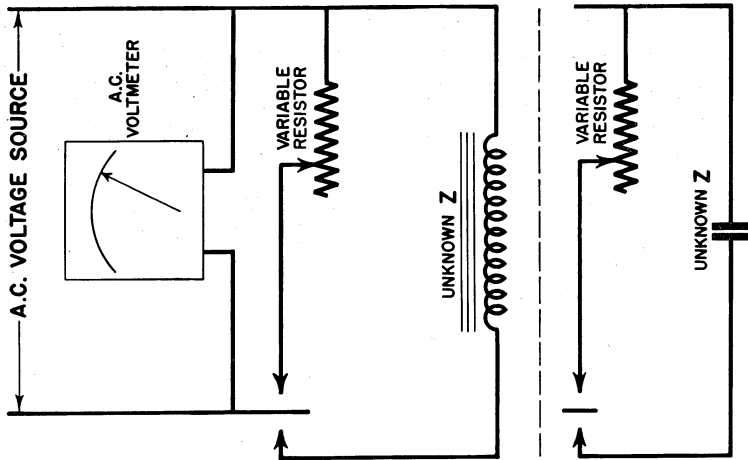 A.C. VOLTAGE SOURCE
A.C.
VOLTMETER
VARIABLE
RESISTOR
UNKNOWN Z
VARIABLE
RESISTOR
UNKNOWN Z